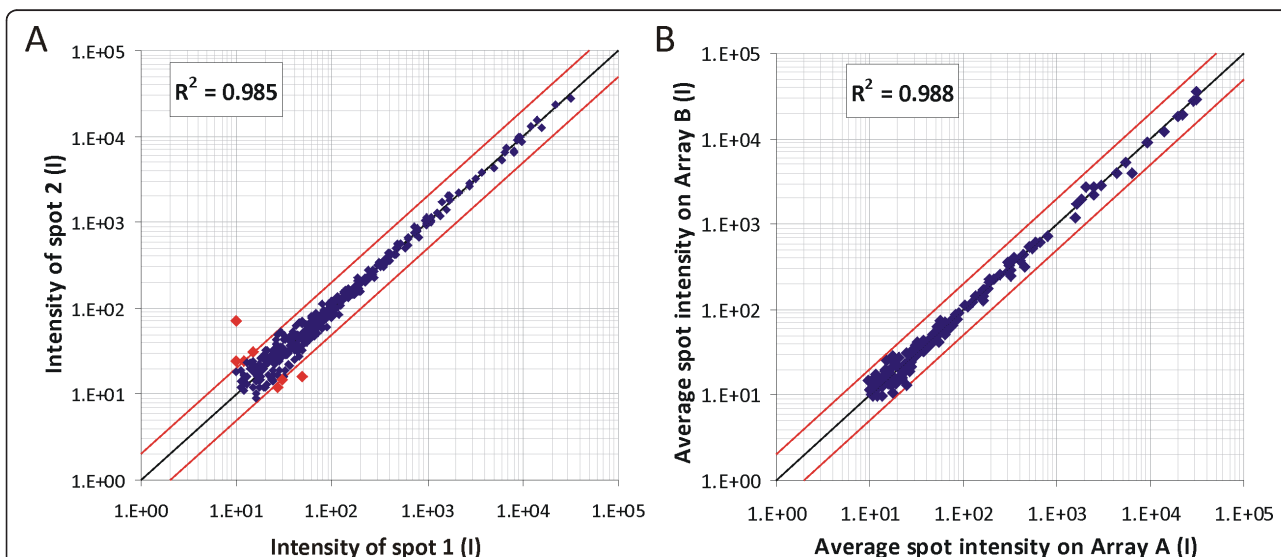 A
1.E+05
1.E+04
1.E+03
1.E+02
1.E+01
1.E+00
Intensity of spot 2 (I)
R² = 0.985
1.E+00 1.E+01 1.E+02 1.E+03 1.E+04 1.E+05
Intensity of spot 1 (I)
B
1.E+05
1.E+04
1.E+03
1.E+02
1.E+01
1.E+00
Average spot intensity on Array B (I)
R² = 0.988
1.E+00 1.E+01 1.E+02 1.E+03 1.E+04 1.E+05
Average spot intensity on Array A (I)